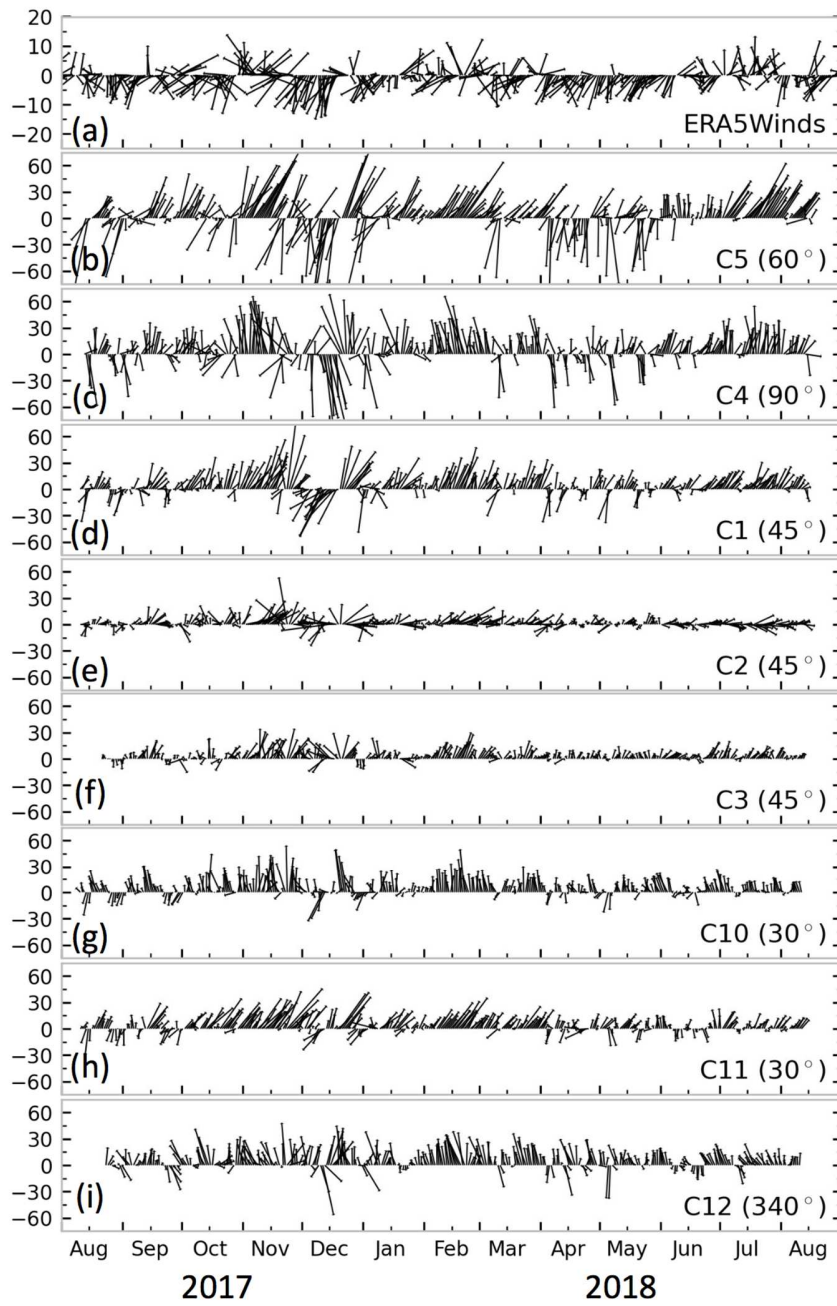 20
10
0
−10
−20
(a)
ERA5Winds
60
30
0
−30
−60
(b)
C5 (60°)
60
30
0
−30
−60
(c)
C4 (90°)
60
30
0
−30
−60
(d)
C1 (45°)
60
30
0
−30
−60
(e)
C2 (45°)
60
30
0
−30
−60
(f)
C3 (45°)
60
30
0
−30
−60
(g)
C10 (30°)
60
30
0
−30
−60
(h)
C11 (30°)
60
30
0
−30
−60
(i)
C12 (340°)
Aug Sep Oct Nov Dec Jan Feb Mar Apr May Jun Jul Aug
2017 2018